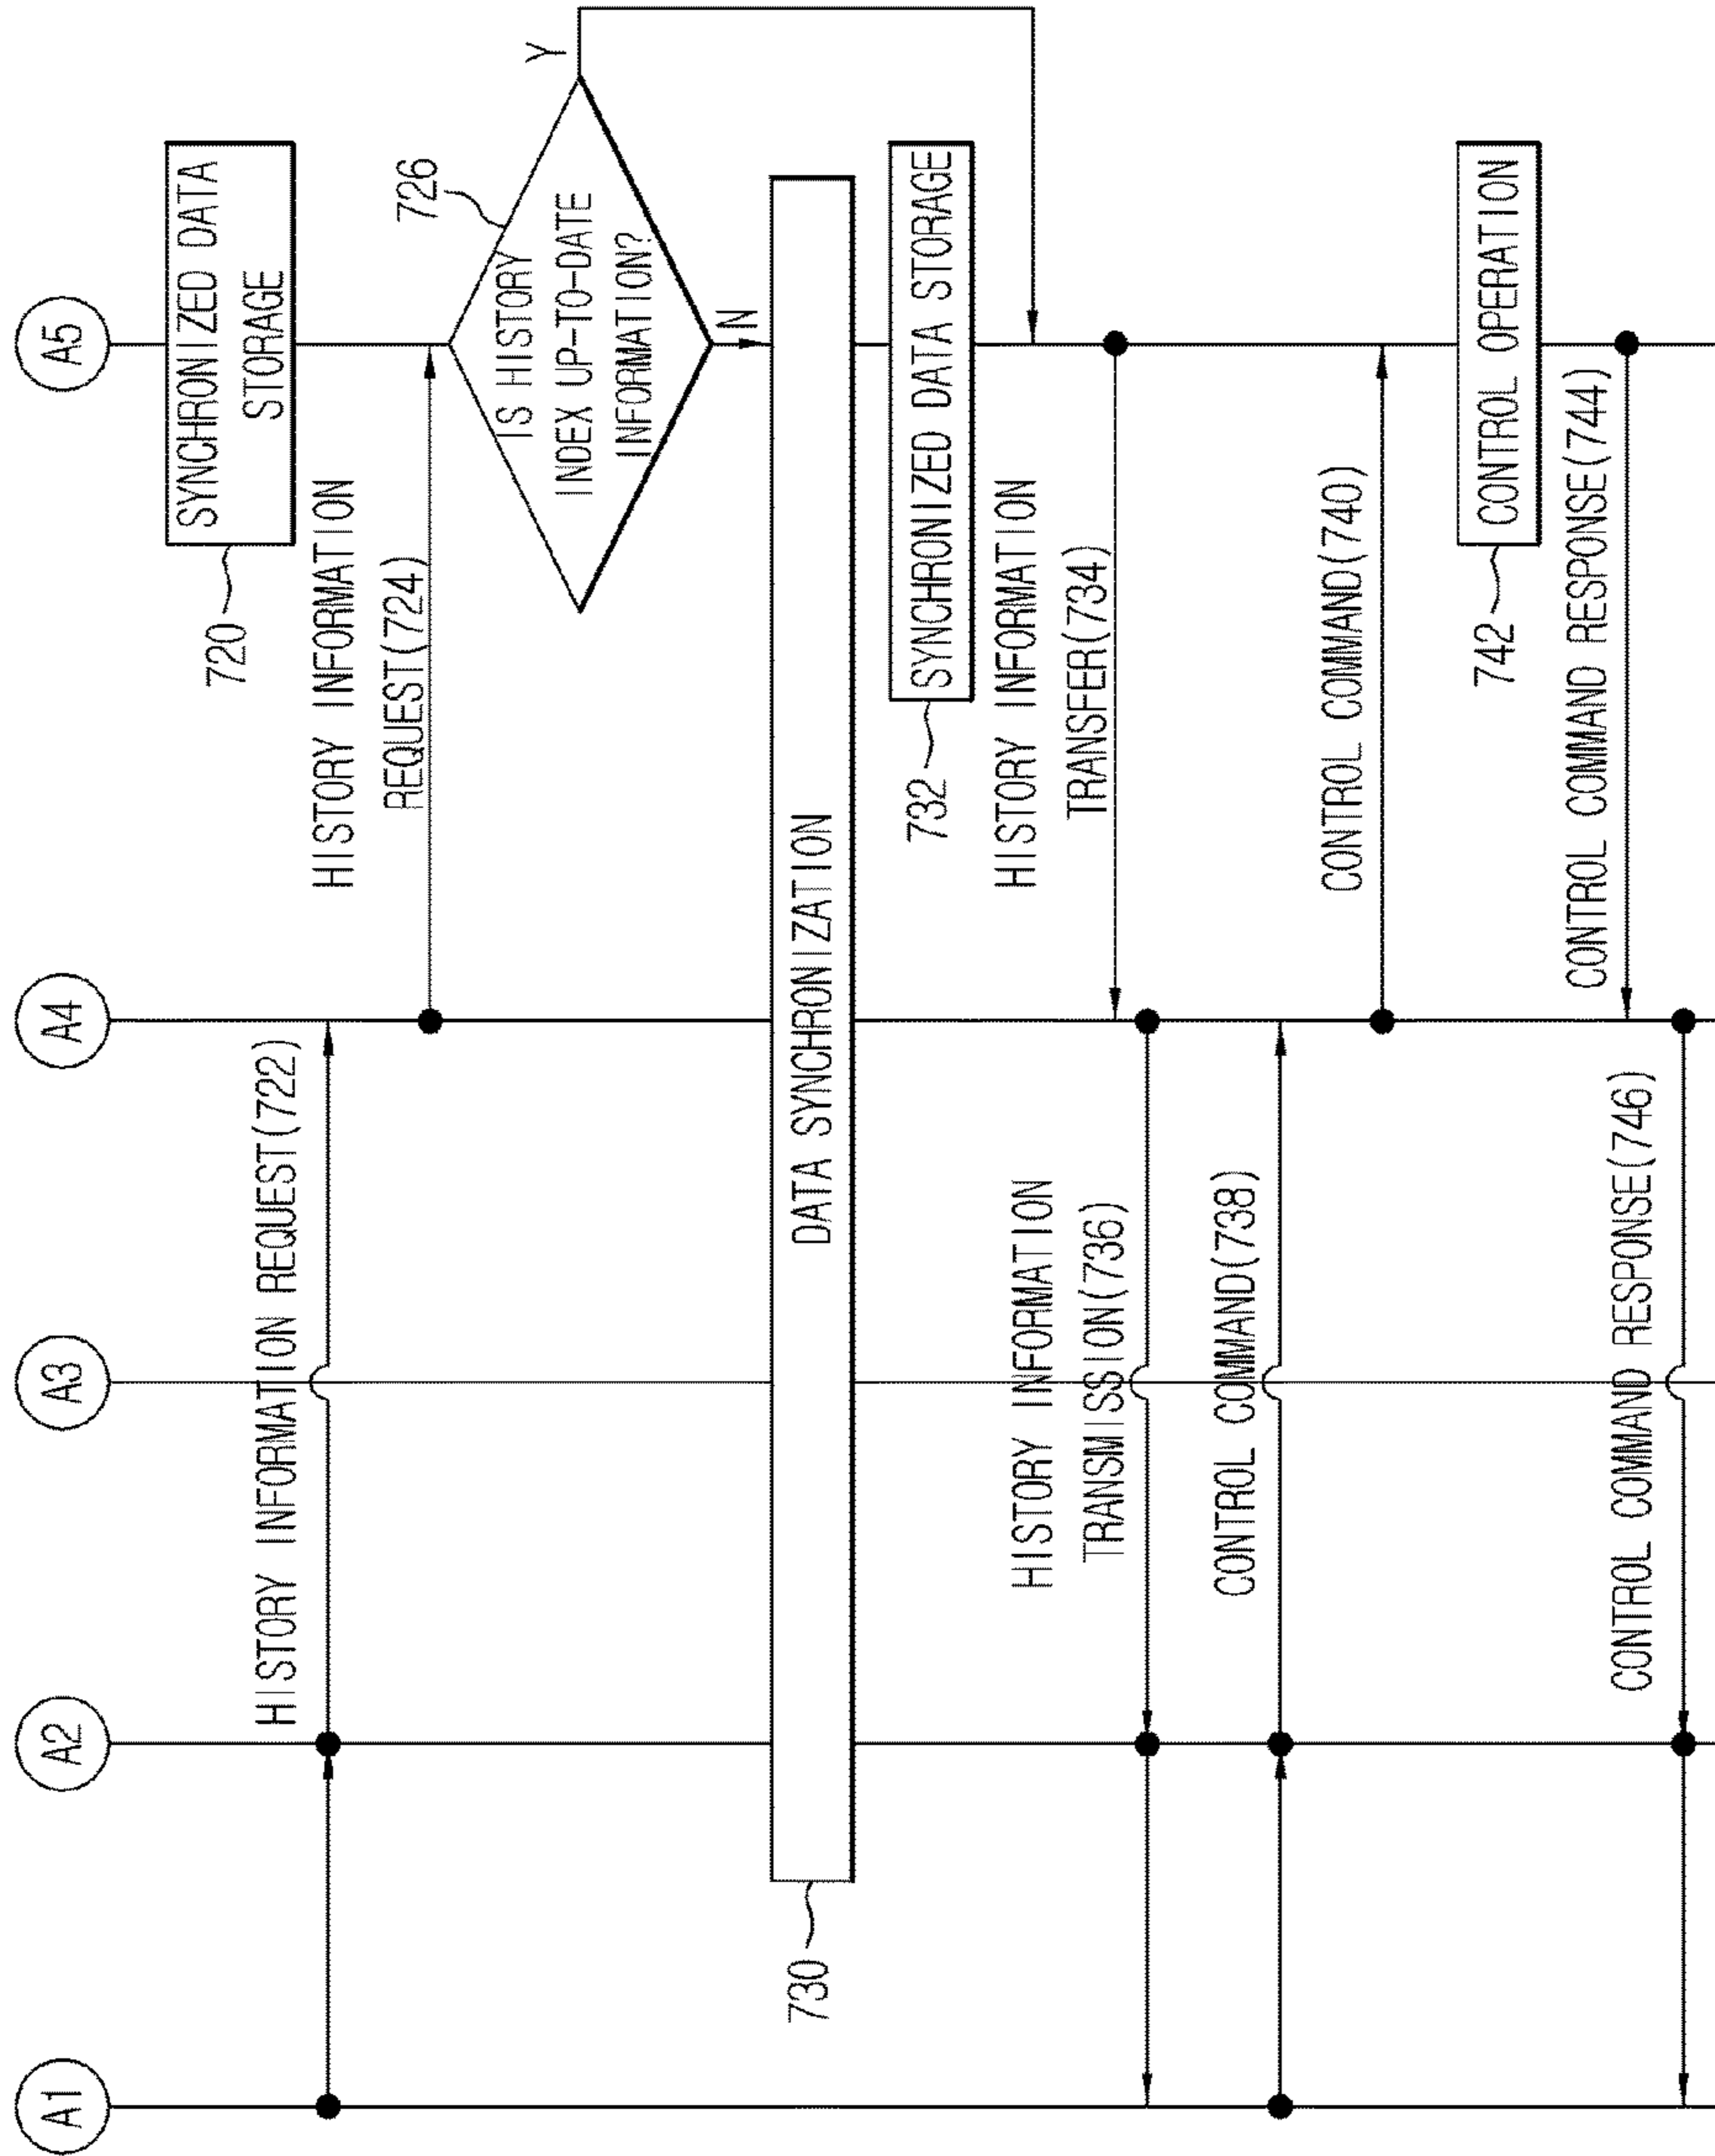 A1
A2
A3
A4
A5
SYNCHRONIZED DATA
STORAGE
720
HISTORY INFORMATION REQUEST(722)
HISTORY INFORMATION
REQUEST(724)
726
IS HISTORY
INDEX UP-TO-DATE
INFORMATION?
Y
N
DATA SYNCHRONIZATION
730
SYNCHRONIZED DATA STORAGE
732
HISTORY INFORMATION
TRANSFER(734)
HISTORY INFORMATION
TRANSMISSION(736)
CONTROL COMMAND(738)
CONTROL COMMAND(740)
CONTROL OPERATION
742
CONTROL COMMAND RESPONSE(744)
CONTROL COMMAND RESPONSE(746)